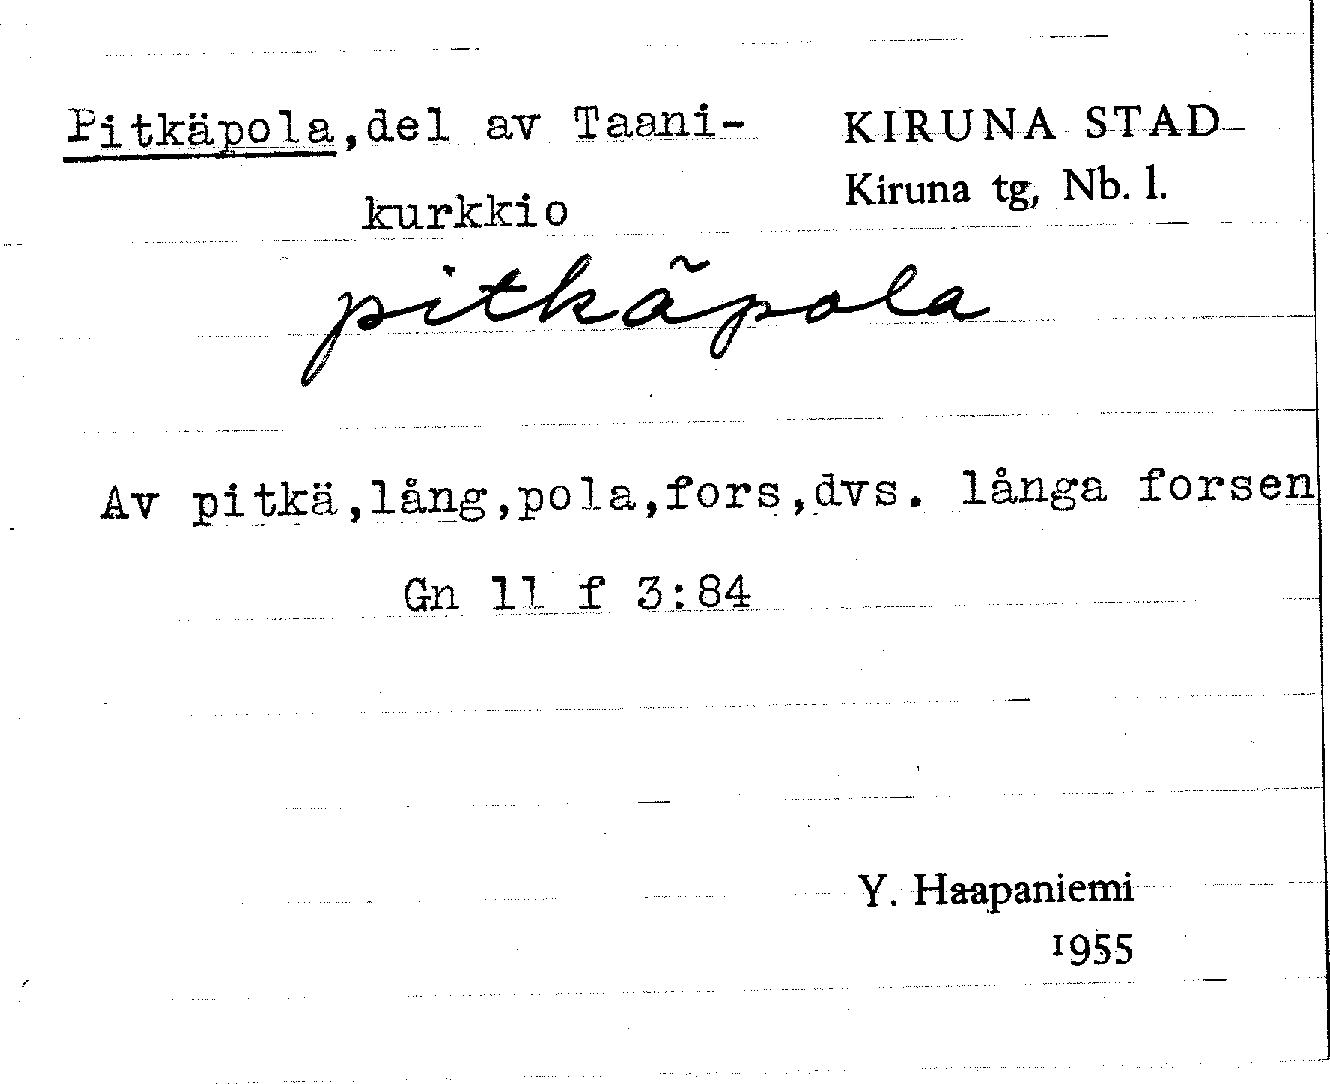 Pitkäpola,del av Taani-
kurkkio
KIRUNA STAD
Kiruna tg, Nb. l.
pitkäpola
Av pitkä,lång,pola,fors,dvs. långa forsen
Gn 11 f 3:84
Y. Haapaniemi
1955